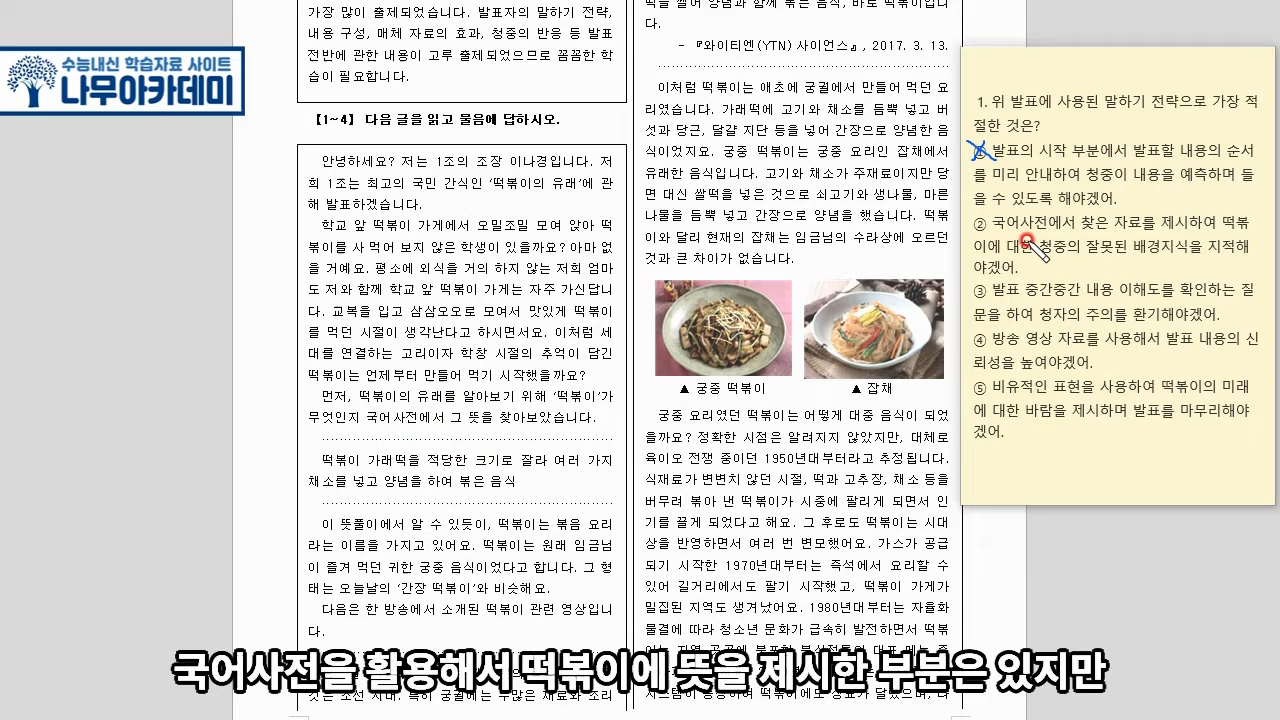 수능내신 학습자료 사이트
나무아카데미
가장 많이 출제되었습니다. 발표자의 말하기 전략,
내용 구성, 매체 자료의 효과, 청중의 반응 등 발표
전반에 관한 내용이 고루 출제되었으므로 꼼꼼한 학
습이 필요합니다.
【1~4】 다음 글을 읽고 물음에 답하시오.
안녕하세요? 저는 1조의 조장 이나경입니다. 저
희 1조는 최고의 국민 간식인 ‘떡볶이의 유래’에 관
해 발표하겠습니다.
학교 앞 떡볶이 가게에서 오밀조밀 모여 앉아 떡
볶이를 사 먹어 보지 않은 학생이 있을까요? 아마 없
을 거예요. 평소에 외식을 거의 하지 않는 저희 엄마
도 저와 함께 학교 앞 떡볶이 가게는 자주 가신답니
다. 교복을 입고 삼삼오오로 모여서 맛있게 떡볶이
를 먹던 시절이 생각난다고 하시면서요. 이처럼 세
대를 연결하는 고리이자 학창 시절의 추억이 담긴
떡볶이는 언제부터 만들어 먹기 시작했을까요?
먼저, 떡볶이의 유래를 알아보기 위해 ‘떡볶이’가
무엇인지 국어사전에서 그 뜻을 찾아보았습니다.
떡볶이 가래떡을 적당한 크기로 잘라 여러 가지
채소를 넣고 양념을 하여 볶은 음식
이 뜻풀이에서 알 수 있듯이, 떡볶이는 볶음 요리
라는 이름을 가지고 있어요. 떡볶이는 원래 임금님
이 즐겨 먹던 귀한 궁중 음식이었다고 합니다. 그 형
태는 오늘날의 ‘간장 떡볶이’와 비슷해요.
다음은 한 방송에서 소개된 떡볶이 관련 영상입니
다.
떡을 썰어 양념과 함께 볶은 음식, 바로 떡볶이입니
다.
- 『와이티엔(YTN) 사이언스』, 2017. 3. 13.
이처럼 떡볶이는 애초에 궁궐에서 만들어 먹던 요
리였습니다. 가래떡에 고기와 채소를 듬뿍 넣고 버
섯과 당근, 달걀 지단 등을 넣어 간장으로 양념한 음
식이었지요. 궁중 떡볶이는 궁중 요리인 잡채에서
유래한 음식입니다. 고기와 채소가 주재료이지만 당
면 대신 쌀떡을 넣은 것으로 쇠고기와 생나물, 마른
나물을 듬뿍 넣고 간장으로 양념을 했습니다. 떡볶
이와 달리 현재의 잡채는 임금님의 수라상에 오르던
것과 큰 차이가 없습니다.
▲ 궁중 떡볶이 ▲ 잡채
궁중 요리였던 떡볶이는 어떻게 대중 음식이 되었
을까요? 정확한 시점은 알려지지 않았지만, 대체로
육이오 전쟁 중이던 1950년대부터라고 추정됩니다.
식재료가 변변치 않던 시절, 떡과 고추장, 채소 등을
버무려 볶아 낸 떡볶이가 시중에 팔리게 되면서 인
기를 끌게 되었다고 해요. 그 후로도 떡볶이는 시대
상을 반영하면서 여러 번 변모했어요. 가스가 공급
되기 시작한 1970년대부터는 즉석에서 요리할 수
있어 길거리에서도 팔기 시작했고, 떡볶이 가게가
밀집된 지역도 생겨났어요. 1980년대부터는 자율화
물결에 따라 청소년 문화가 급속히 발전하면서 떡볶
1. 위 발표에 사용된 말하기 전략으로 가장 적
절한 것은?
① 발표의 시작 부분에서 발표할 내용의 순서
를 미리 안내하여 청중이 내용을 예측하며 들
을 수 있도록 해야겠어.
② 국어사전에서 찾은 자료를 제시하여 떡볶
이에 대한 청중의 잘못된 배경지식을 지적해
야겠어.
③ 발표 중간중간 내용 이해도를 확인하는 질
문을 하여 청자의 주의를 환기해야겠어.
④ 방송 영상 자료를 사용해서 발표 내용의 신
뢰성을 높여야겠어.
⑤ 비유적인 표현을 사용하여 떡볶이의 미래
에 대한 바람을 제시하며 발표를 마무리해야
겠어.
국어사전을 활용해서 떡볶이에 뜻을 제시한 부분은 있지만